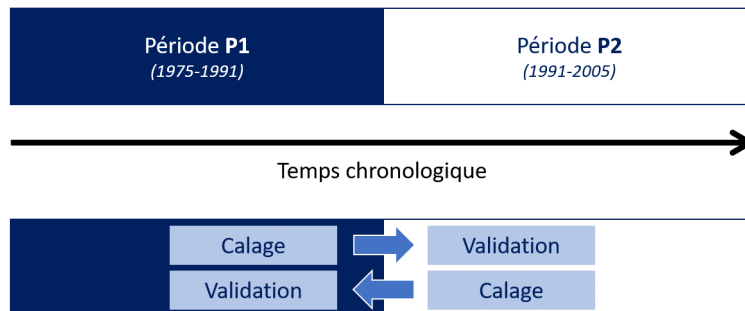 Période P1
(1975-1991)
Période P2
(1991-2005)
Temps chronologique
Calage
Validation
Validation
Calage